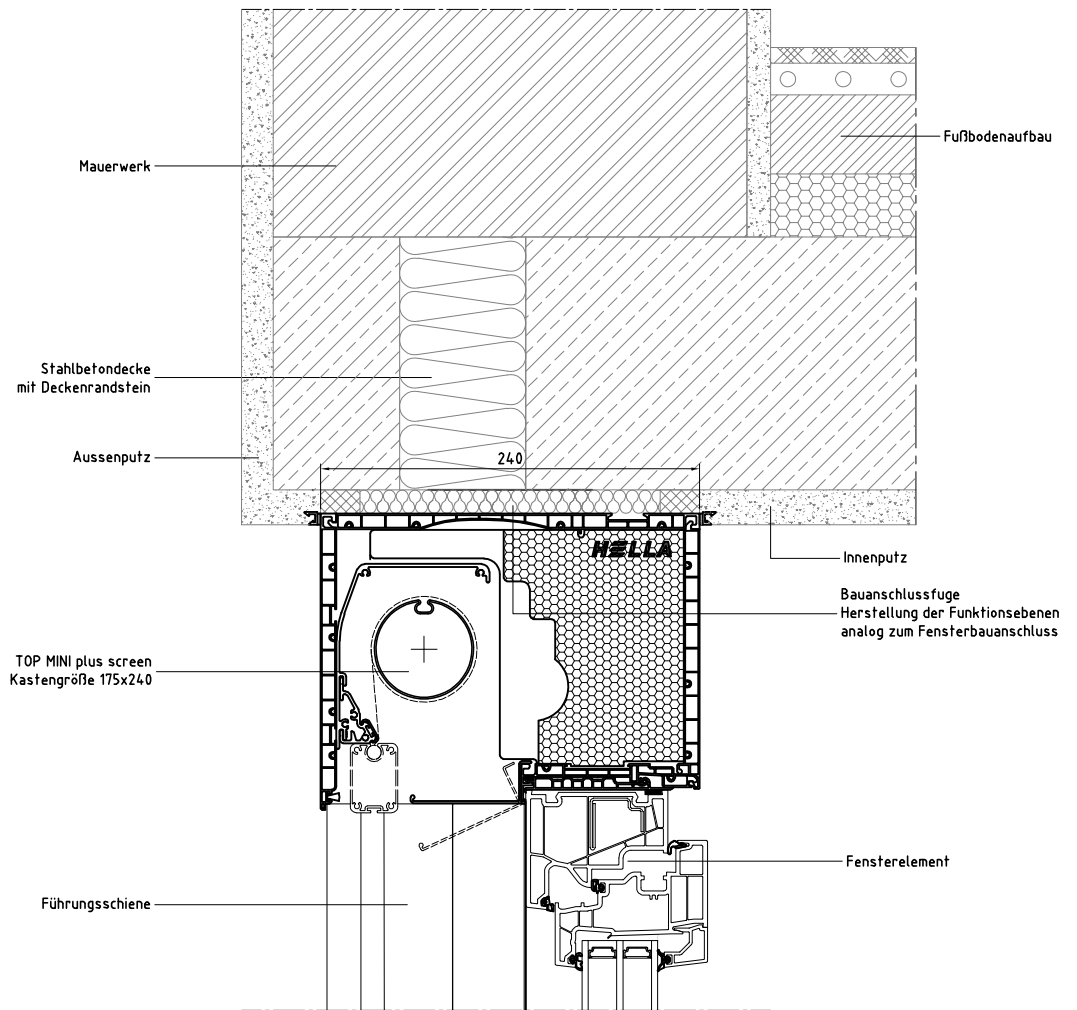 Fußbodenaufbau
Mauerwerk
Stahlbetondecke
mit Deckenrandstein
Aussenputz
240
HELLA
Innenputz
Bauanschlussfuge
Herstellung der Funktionsebenen
analog zum Fensterbauanschluss
TOP MINI plus screen
Kastengröße 175x240
Fensterelement
Führungsschiene